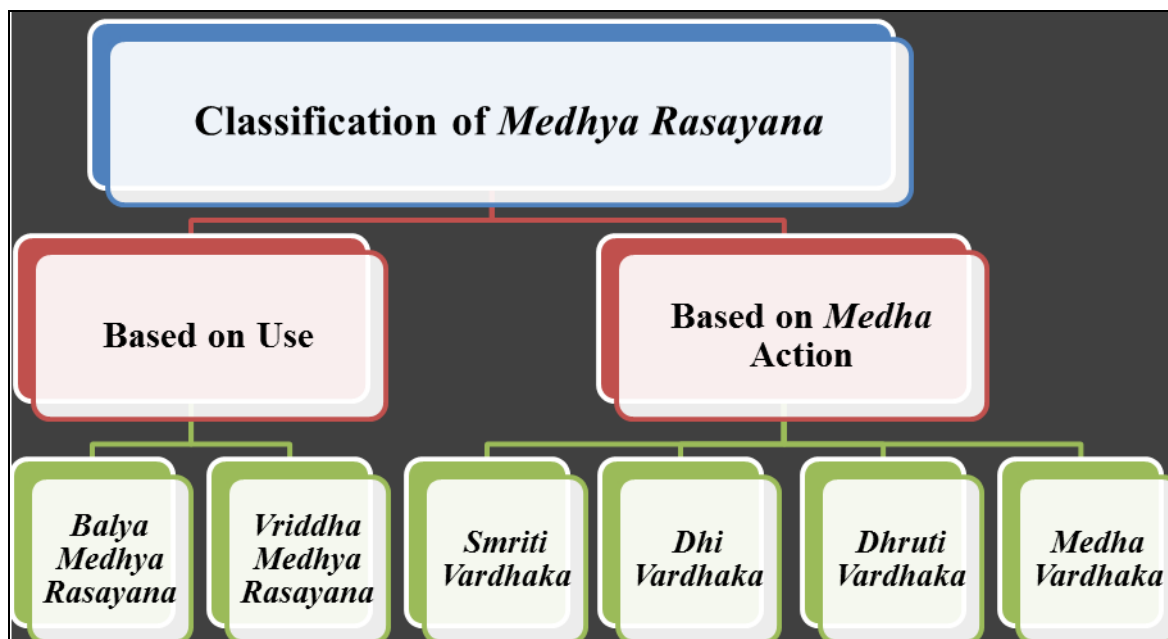 Classification of Medhya Rasayana
Based on Use
Based on Medha
Action
Balya
Medhya
Rasayana
Vriddha
Medhya
Rasayana
Smriti
Vardhaka
Dhi
Vardhaka
Dhruti
Vardhaka
Medha
Vardhaka